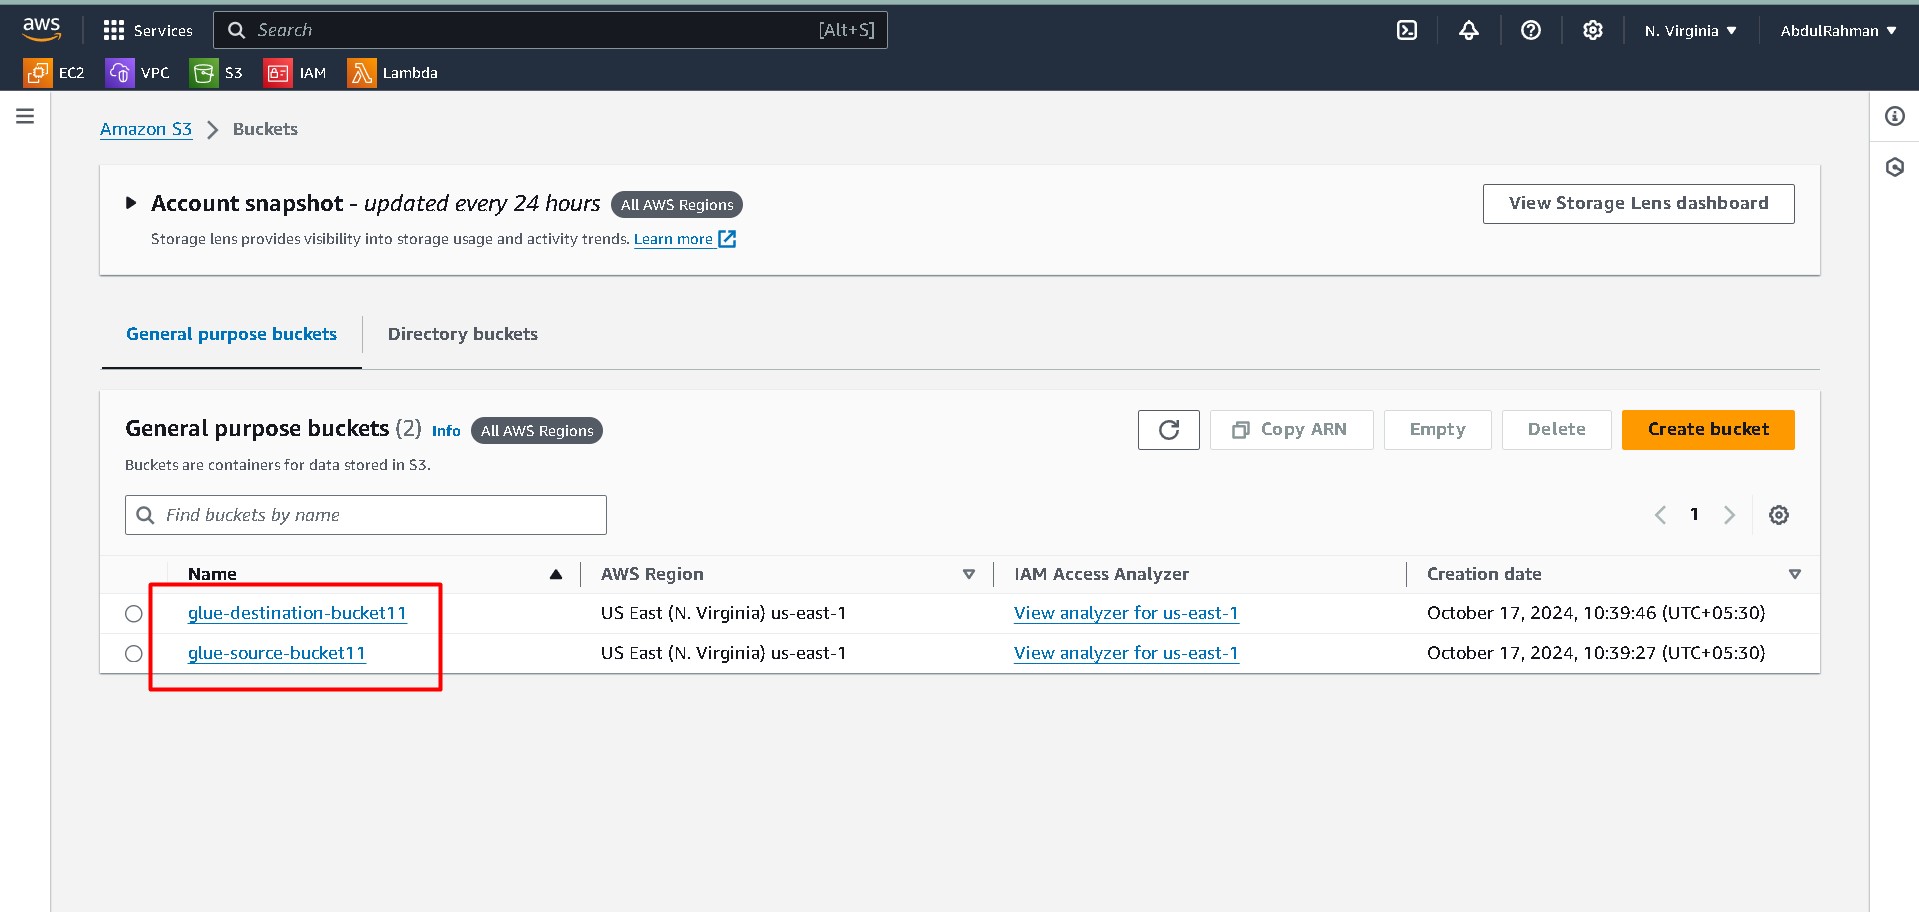 aws Services Search [Alt+S] N. Virginia AbdulRahman
EC2 VPC S3 IAM Lambda
Amazon S3 Buckets
Account snapshot - updated every 24 hours All AWS Regions View Storage Lens dashboard
Storage lens provides visibility into storage usage and activity trends. Learn more
General purpose buckets Directory buckets
General purpose buckets (2) Info All AWS Regions Copy ARN Empty Delete Create bucket
Buckets are containers for data stored in S3.
Find buckets by name 1
Name AWS Region IAM Access Analyzer Creation date
glue-destination-bucket11 US East (N. Virginia) us-east-1 View analyzer for us-east-1 October 17, 2024, 10:39:46 (UTC+05:30)
glue-source-bucket11 US East (N. Virginia) us-east-1 View analyzer for us-east-1 October 17, 2024, 10:39:27 (UTC+05:30)